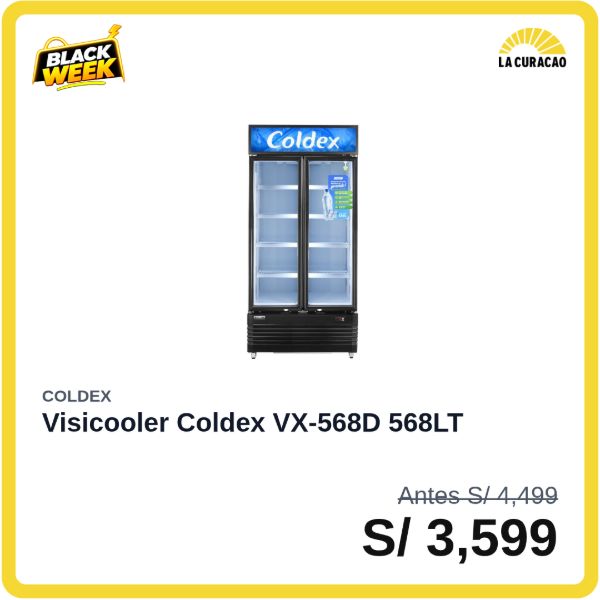 BLACK
WEEK
LA CURACAO
Coldex
COLDEX
Visicooler Coldex VX-568D 568LT
Antes S/ 4,499
S/ 3,599